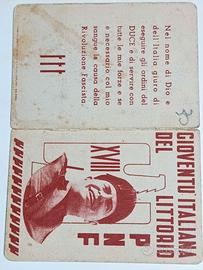 Nel nome di Dio e
dell'Italia giuro di
eseguire gli ordini del
DUCE e di servire con
tutte le mie forze e se
è necessario col mio
sangue la causa della
Rivoluzione Fascista.
GIOVENTÙ ITALIANA
DEL LITTORIO
PNF